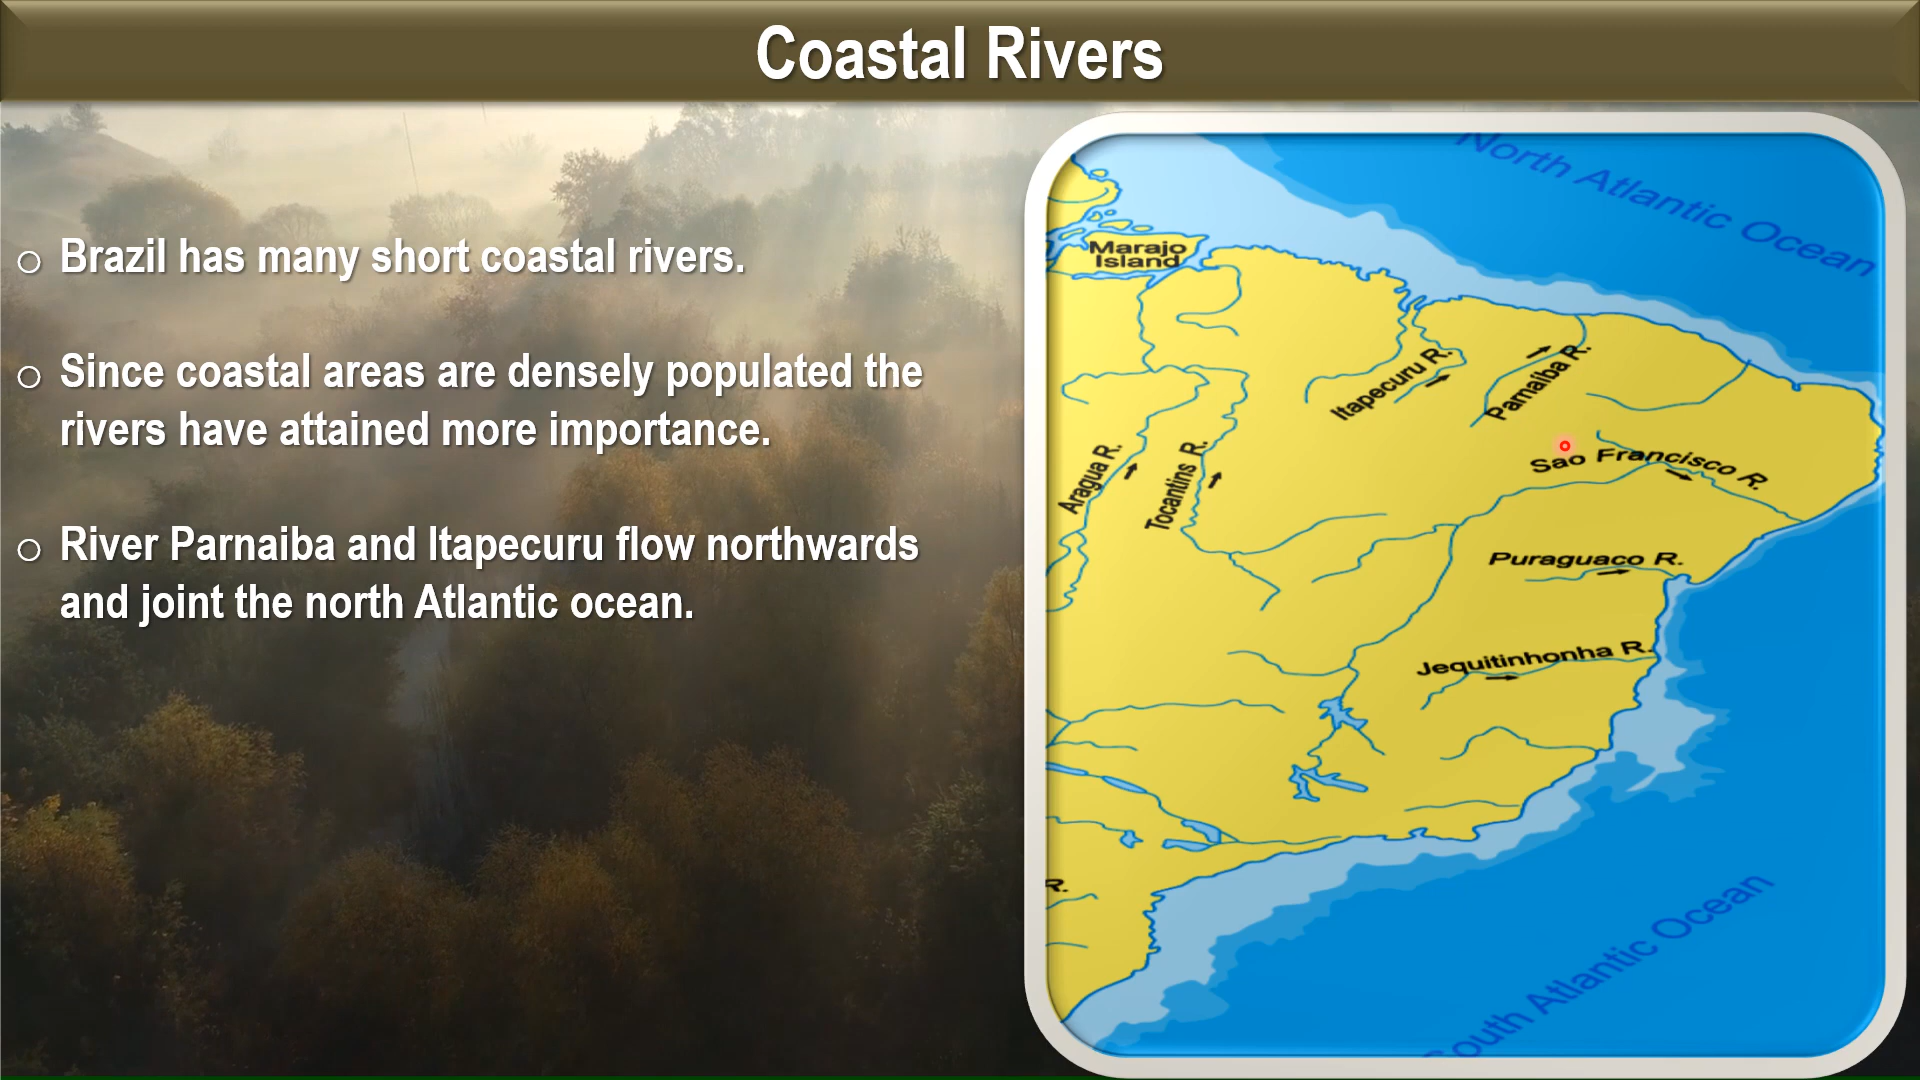 Coastal Rivers
o Brazil has many short coastal rivers.
o Since coastal areas are densely populated the
rivers have attained more importance.
o River Parnaiba and Itapecuru flow northwards
and joint the north Atlantic ocean.
North Atlantic Ocean
Marajo
Island
Itapecuru R.
Parnaiba R.
Aragua R.
Tocantins R.
Sao Francisco R.
Puraguaco R.
Jequitinhonha R.
R.
South Atlantic Ocean